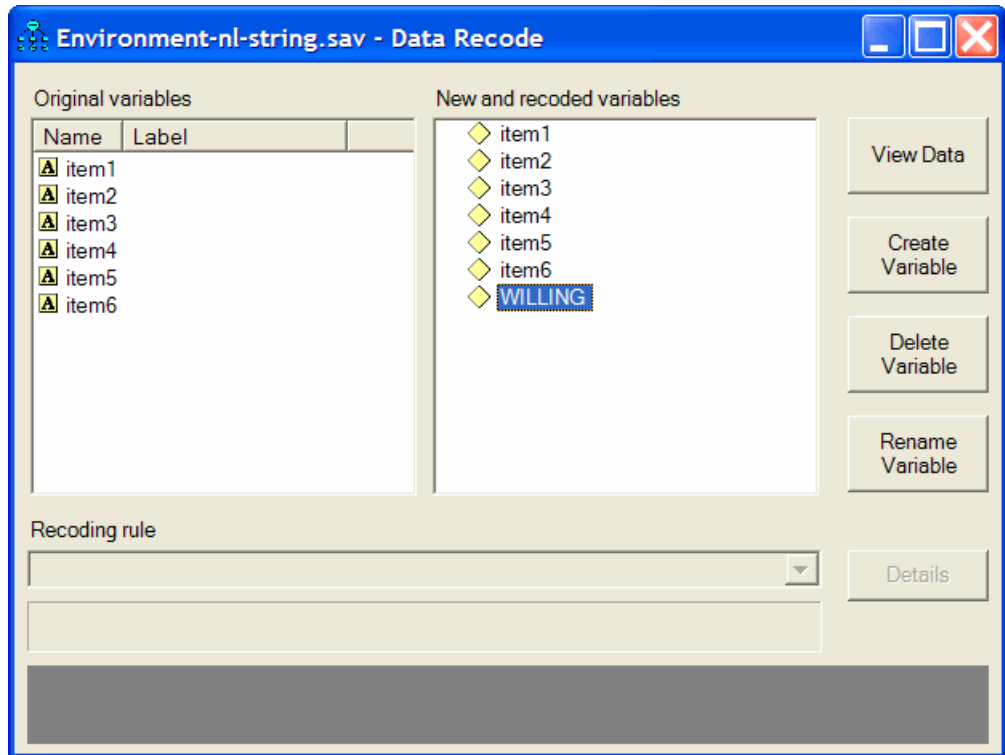 Environment-nl-string.sav - Data Recode
Original variables
Name Label
A item1
A item2
A item3
A item4
A item5
A item6
New and recoded variables
item1
item2
item3
item4
item5
item6
WILLING
View Data
Create
Variable
Delete
Variable
Rename
Variable
Recoding rule
Details